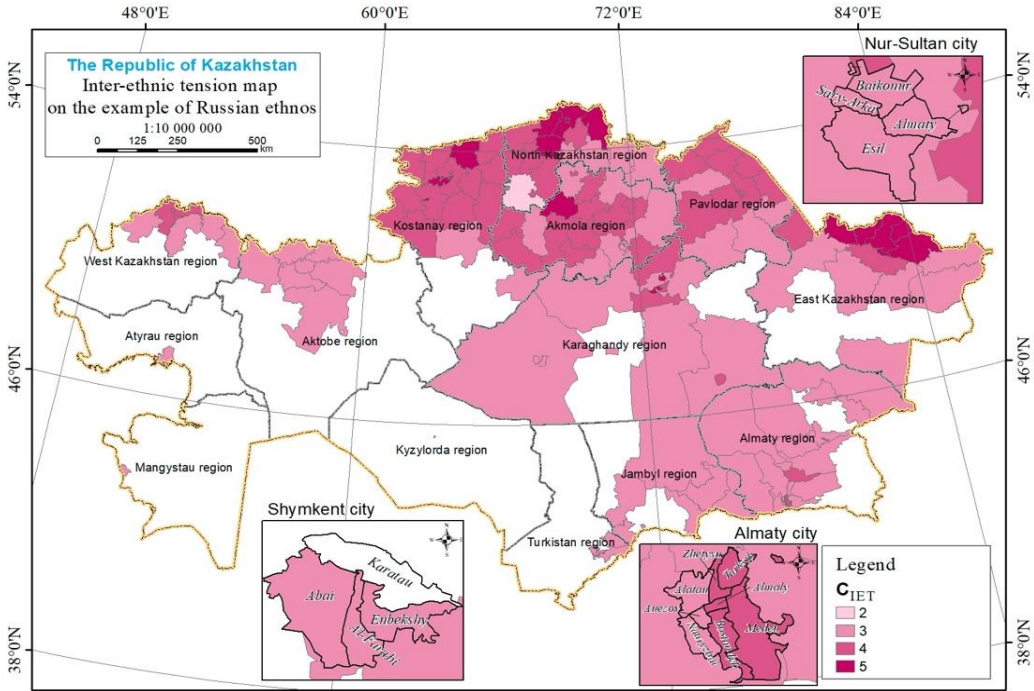 48°0'E 60°0'E 72°0'E 84°0'E
54°0'N
46°0'N
38°0'N
54°0'N
46°0'N
38°0'N
The Republic of Kazakhstan
Inter-ethnic tension map
on the example of Russian ethnos
1:10 000 000
0 125 250 500
km
Nur-Sultan city
Baikonur
Sary-Arka
Almaty
Esil
North Kazakhstan region
Kostanay region
Akmola region
Pavlodar region
West Kazakhstan region
East Kazakhstan region
Atyrau region
Aktobe region
Karaghandy region
Mangystau region
Kyzylorda region
Almaty region
Jambyl region
Turkistan region
Shymkent city
Karatau
Abai
Enbekshy
Al-Farabi
Almaty city
Zhetysu
Turksib
Alatau
Almaly
Auezov
Medeu
Nauryzbai
Bostandyk
Legend
C IET
2
3
4
5